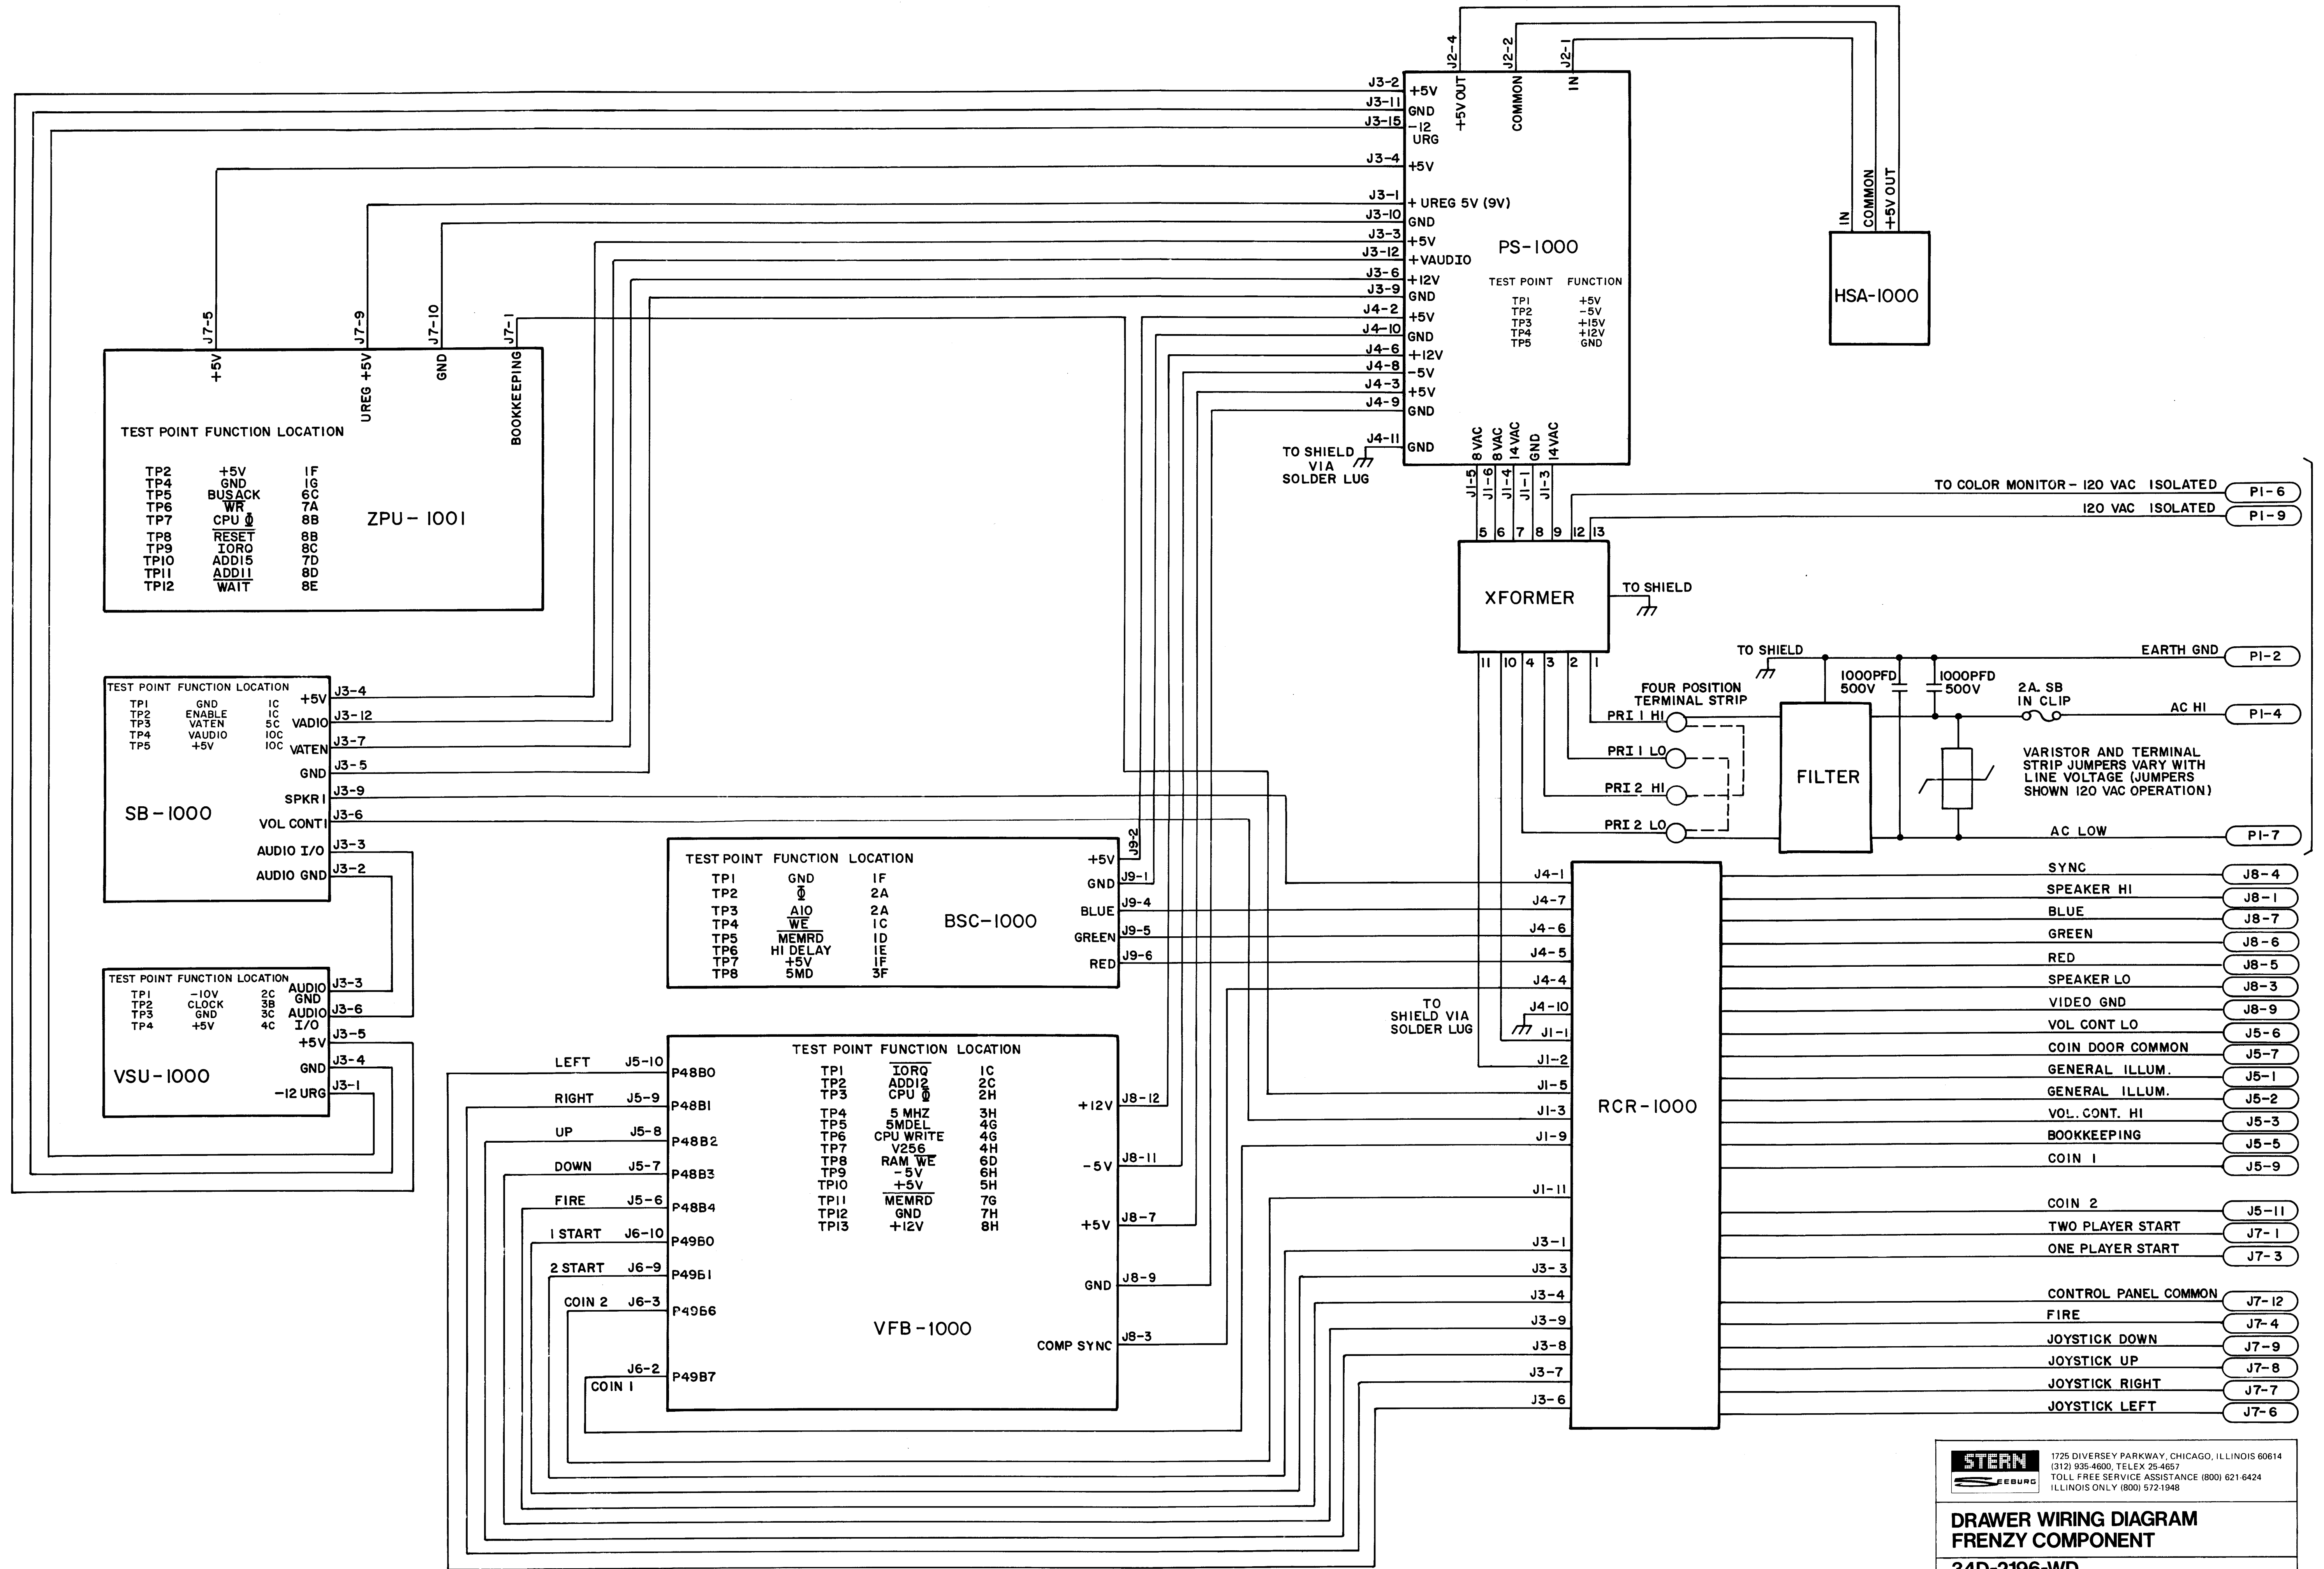 J2-4
J2-2
J2-1
+5V OUT
COMMON
IN
J3-2 +5V
J3-11 GND
J3-15 -12
URG
J3-4 +5V
J3-1 + UREG 5V (9V)
J3-10 GND
J3-3 +5V
J3-12 +VAUDIO
J3-6 +12V
J3-9 GND
J4-2 +5V
J4-10 GND
J4-6 +12V
J4-8 -5V
J4-3 +5V
J4-9 GND
J4-11 GND
TO SHIELD
VIA
SOLDER LUG
PS-1000
TEST POINT FUNCTION
TP1 +5V
TP2 -5V
TP3 +15V
TP4 +12V
TP5 GND
8VAC
8VAC
14VAC
GND
14VAC
J1-5
J1-6
J1-4
J1-1
J1-3
IN
COMMON
+5V OUT
HSA-1000
J7-5
J7-9
J7-10
J7-1
+5V
UREG +5V
GND
BOOKKEEPING
TEST POINT FUNCTION LOCATION
TP2 +5V 1F
TP4 GND 1G
TP5 BUSACK 6C
TP6 WR 7A
TP7 CPU Φ 8B
TP8 RESET 8B
TP9 IORQ 8C
TP10 ADD15 7D
TP11 ADD11 8D
TP12 WAIT 8E
ZPU-1001
TO COLOR MONITOR - 120 VAC ISOLATED P1-6
120 VAC ISOLATED P1-9
5 6 7 8 9 12 13
XFORMER
TO SHIELD
11 10 4 3 2 1
TO SHIELD
EARTH GND P1-2
1000PFD
500V
1000PFD
500V
2A. SB
IN CLIP
AC HI P1-4
FOUR POSITION
TERMINAL STRIP
PRI 1 HI
PRI 1 LO
PRI 2 HI
PRI 2 LO
FILTER
VARISTOR AND TERMINAL
STRIP JUMPERS VARY WITH
LINE VOLTAGE (JUMPERS
SHOWN 120 VAC OPERATION)
AC LOW P1-7
TEST POINT FUNCTION LOCATION
TP1 GND 1C
TP2 ENABLE 1C
TP3 VATEN 5C
TP4 VAUDIO 10C
TP5 +5V 10C
+5V J3-4
VADIO J3-12
VATEN J3-7
GND J3-5
SPKR1 J3-9
VOL CONT1 J3-6
AUDIO I/O J3-3
AUDIO GND J3-2
SB-1000
TEST POINT FUNCTION LOCATION
TP1 -10V 2C
TP2 CLOCK 3B
TP3 GND 3C
TP4 +5V 4C
AUDIO
GND J3-3
AUDIO
I/O J3-6
+5V J3-5
GND J3-4
-12 URG J3-1
VSU-1000
TEST POINT FUNCTION LOCATION
TP1 GND 1F
TP2 Φ 2A
TP3 A10 2A
TP4 WE 1C
TP5 MEMRD 1D
TP6 HI DELAY 1E
TP7 +5V 1F
TP8 5MD 3F
BSC-1000
+5V J9-2
GND J9-1
BLUE J9-4
GREEN J9-5
RED J9-6
TEST POINT FUNCTION LOCATION
TP1 IORQ 1C
TP2 ADD12 2C
TP3 CPU Φ 2H
TP4 5 MHZ 3H
TP5 5MDEL 4G
TP6 CPU WRITE 4G
TP7 V256 4H
TP8 RAM WE 6D
TP9 -5V 6H
TP10 +5V 5H
TP11 MEMRD 7G
TP12 GND 7H
TP13 +12V 8H
VFB-1000
LEFT J5-10 P48B0
RIGHT J5-9 P48B1
UP J5-8 P48B2
DOWN J5-7 P48B3
FIRE J5-6 P48B4
1 START J6-10 P49B0
2 START J6-9 P49B1
COIN 2 J6-3 P49B6
J6-2 P49B7
COIN 1
+12V J8-12
-5V J8-11
+5V J8-7
GND J8-9
COMP SYNC J8-3
J4-1
J4-7
J4-6
J4-5
J4-4
J4-10
J1-1
J1-2
J1-5
J1-3
J1-9
J1-11
J3-1
J3-3
J3-4
J3-9
J3-8
J3-7
J3-6
TO
SHIELD VIA
SOLDER LUG
RCR-1000
SYNC J8-4
SPEAKER HI J8-1
BLUE J8-7
GREEN J8-6
RED J8-5
SPEAKER LO J8-3
VIDEO GND J8-9
VOL CONT LO J5-6
COIN DOOR COMMON J5-7
GENERAL ILLUM. J5-1
GENERAL ILLUM. J5-2
VOL. CONT. HI J5-3
BOOKKEEPING J5-5
COIN 1 J5-9
COIN 2 J5-11
TWO PLAYER START J7-1
ONE PLAYER START J7-3
CONTROL PANEL COMMON J7-12
FIRE J7-4
JOYSTICK DOWN J7-9
JOYSTICK UP J7-8
JOYSTICK RIGHT J7-7
JOYSTICK LEFT J7-6
STERN
SEEBURG
1725 DIVERSEY PARKWAY, CHICAGO, ILLINOIS 60614
(312) 935-4600, TELEX 25-4657
TOLL FREE SERVICE ASSISTANCE (800) 621-6424
ILLINOIS ONLY (800) 572-1948
DRAWER WIRING DIAGRAM
FRENZY COMPONENT
34D-2196-WD